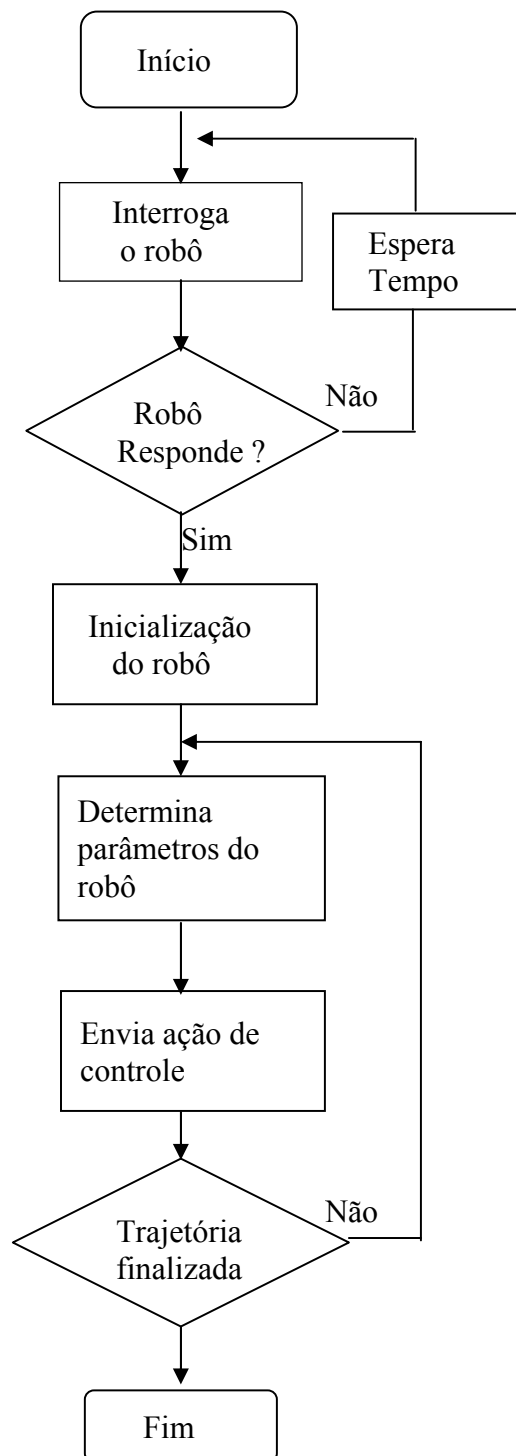 Início
Interroga
o robô
Espera
Tempo
Robô
Responde ?
Não
Sim
Inicialização
do robô
Determina
parâmetros do
robô
Envia ação de
controle
Trajetória
finalizada
Não
Fim